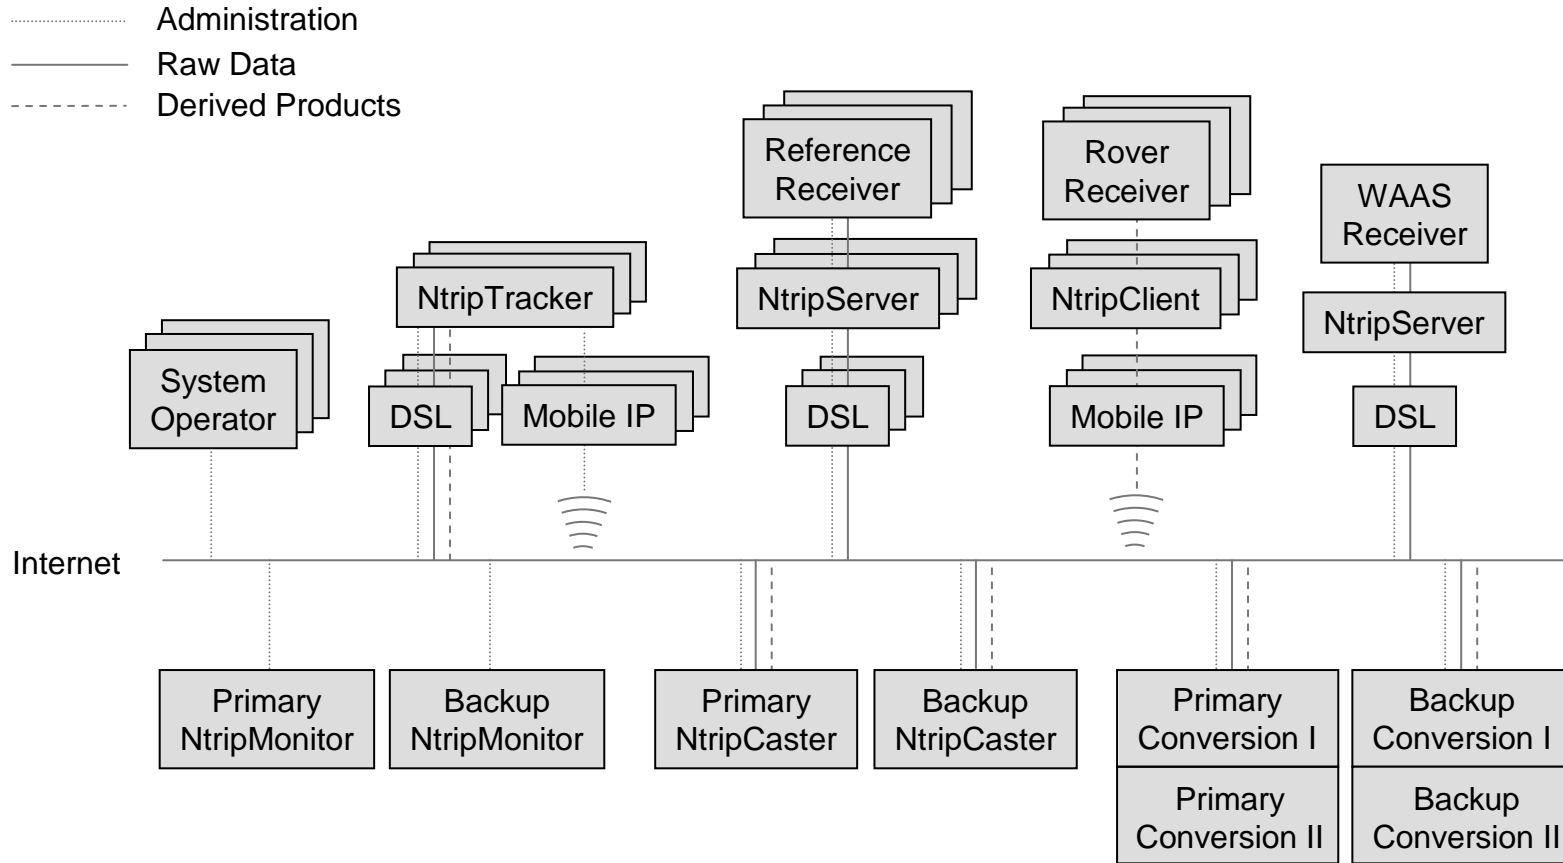 Administration
Raw Data
Derived Products
Reference
Receiver
Rover
Receiver
WAAS
Receiver
NtripTracker
NtripServer
NtripClient
NtripServer
System
Operator
DSL
Mobile IP
DSL
Mobile IP
DSL
Internet
Primary
NtripMonitor
Backup
NtripMonitor
Primary
NtripCaster
Backup
NtripCaster
Primary
Conversion I
Backup
Conversion I
Primary
Conversion II
Backup
Conversion II